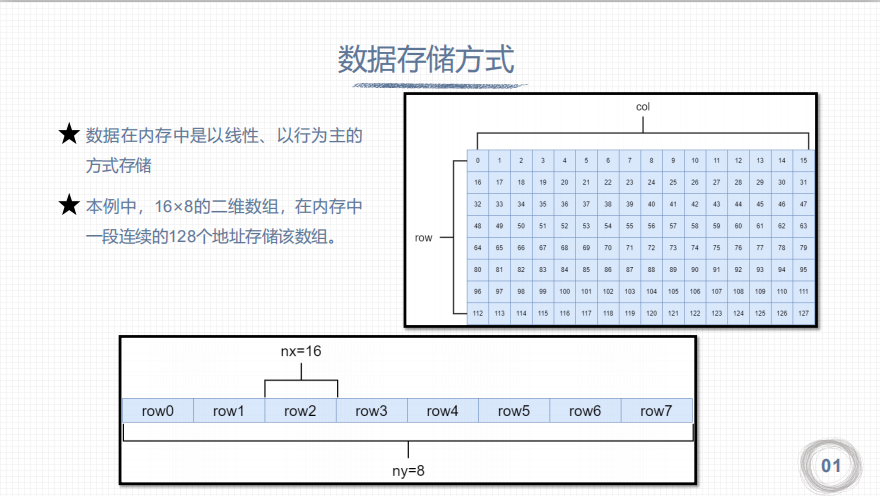 数据存储方式
数据在内存中是以线性、以行为主的
方式存储
本例中，16×8的二维数组，在内存中
一段连续的128个地址存储该数组。
col
row
0 1 2 3 4 5 6 7 8 9 10 11 12 13 14 15
16 17 18 19 20 21 22 23 24 25 26 27 28 29 30 31
32 33 34 35 36 37 38 39 40 41 42 43 44 45 46 47
48 49 50 51 52 53 54 55 56 57 58 59 60 61 62 63
64 65 66 67 68 69 70 71 72 73 74 75 76 77 78 79
80 81 82 83 84 85 86 87 88 89 90 91 92 93 94 95
96 97 98 99 100 101 102 103 104 105 106 107 108 109 110 111
112 113 114 115 116 117 118 119 120 121 122 123 124 125 126 127
nx=16
row0 row1 row2 row3 row4 row5 row6 row7
ny=8
01